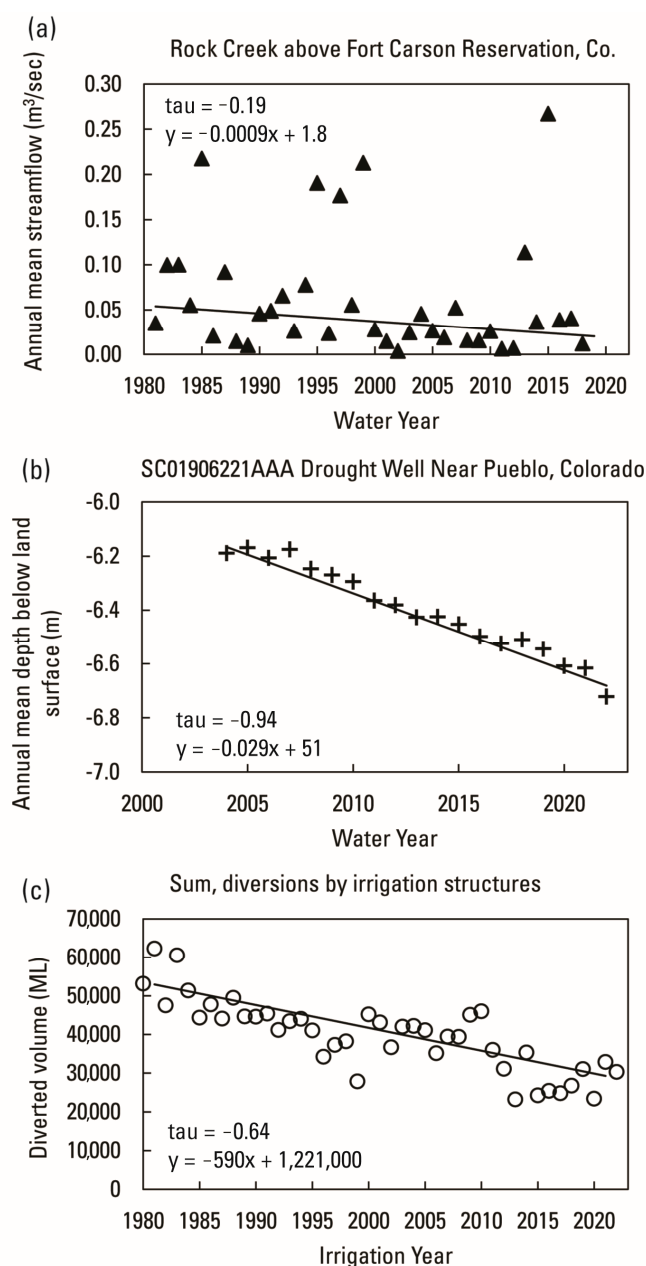 (a)
Rock Creek above Fort Carson Reservation, Co.
Annual mean streamflow (m³/sec)
0.30
0.25
0.20
0.15
0.10
0.05
0.00
tau = −0.19
y = −0.0009x + 1.8
1980 1985 1990 1995 2000 2005 2010 2015 2020
Water Year
(b)
SC01906221AAA Drought Well Near Pueblo, Colorado
Annual mean depth below land
surface (m)
-6.0
-6.2
-6.4
-6.6
-6.8
-7.0
tau = −0.94
y = −0.029x + 51
2000 2005 2010 2015 2020
Water Year
(c)
Sum, diversions by irrigation structures
Diverted volume (ML)
70,000
60,000
50,000
40,000
30,000
20,000
10,000
0
tau = −0.64
y = −590x + 1,221,000
1980 1985 1990 1995 2000 2005 2010 2015 2020
Irrigation Year